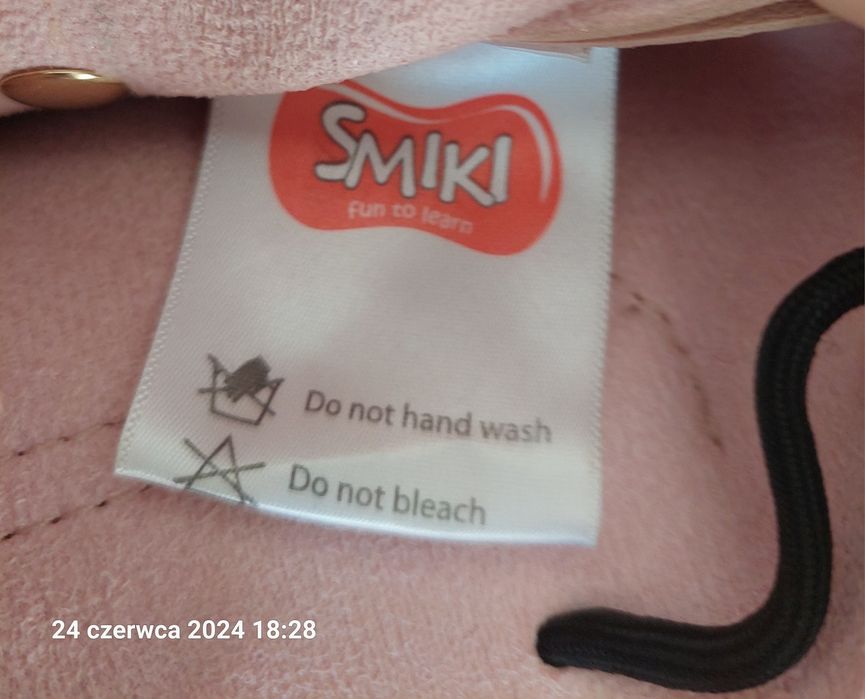 SMIKI
fun to learn
Do not hand wash
Do not bleach
24 czerwca 2024 18:28